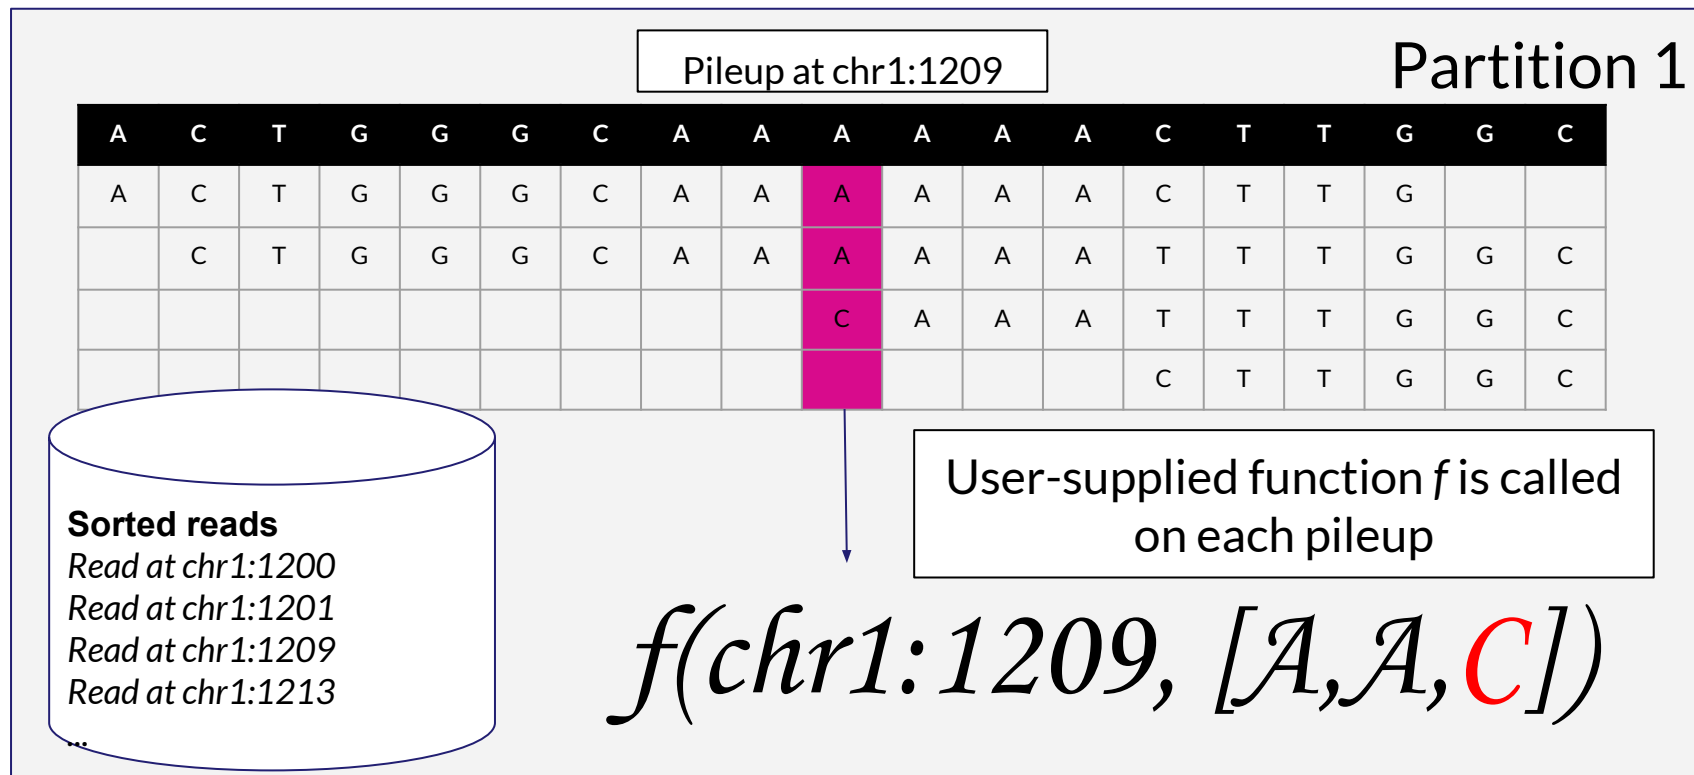 Pileup at chr1:1209
Partition 1
A C T G G G C A A A A A A C T T G G C
A C T G G G C A A A A A A C T T G
C T G G G C A A A A A A T T T G G C
C A A A T T T G G C
C T T G G C
User-supplied function f is called
on each pileup
Sorted reads
Read at chr1:1200
Read at chr1:1201
Read at chr1:1209
Read at chr1:1213
...
f(chr1:1209, [A,A,C])